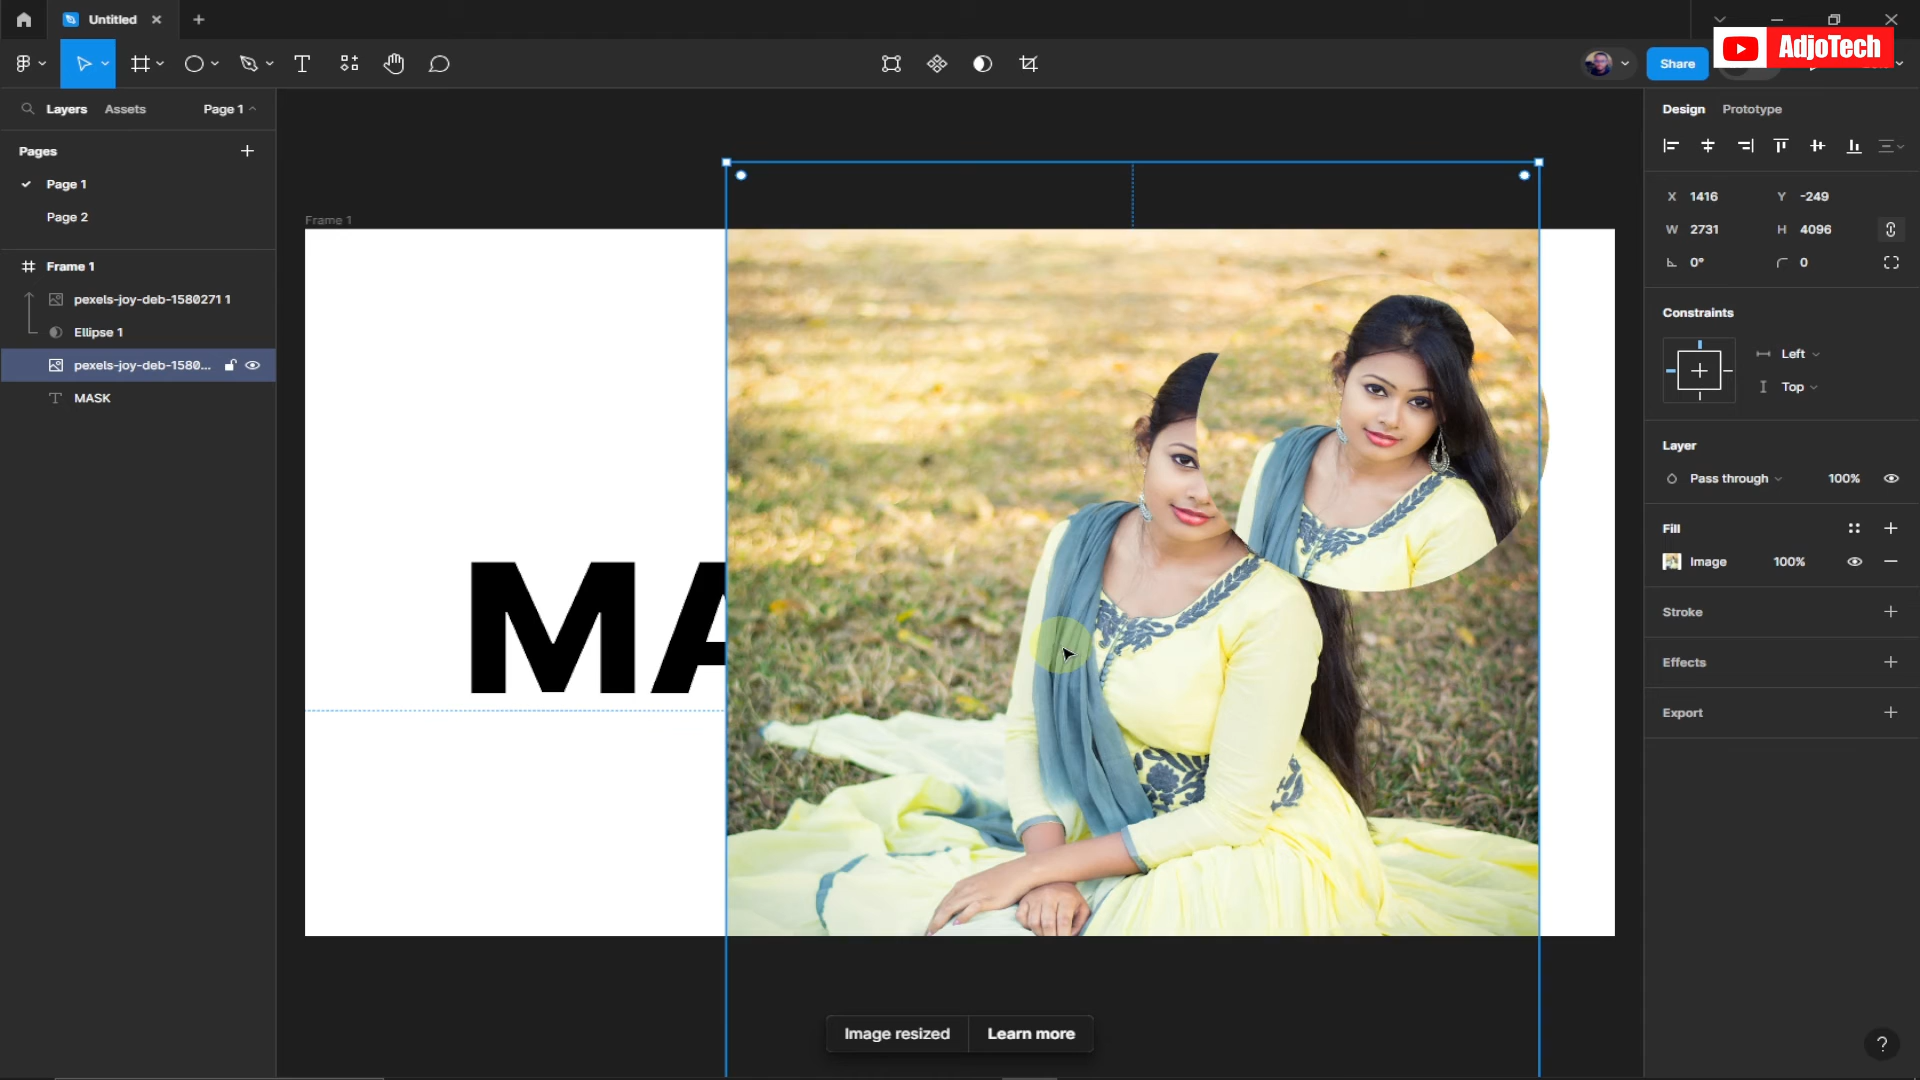 Untitled
AdjoTech
Share
Layers
Assets
Page 1
Design
Prototype
Pages
Page 1
Page 2
X 1416
Y -249
W 2731
H 4096
0°
0
Frame 1
Frame 1
pexels-joy-deb-1580271 1
Ellipse 1
pexels-joy-deb-1580...
MASK
MA
Constraints
Left
Top
Layer
Pass through
100%
Fill
Image
100%
Stroke
Effects
Export
Image resized
Learn more
?